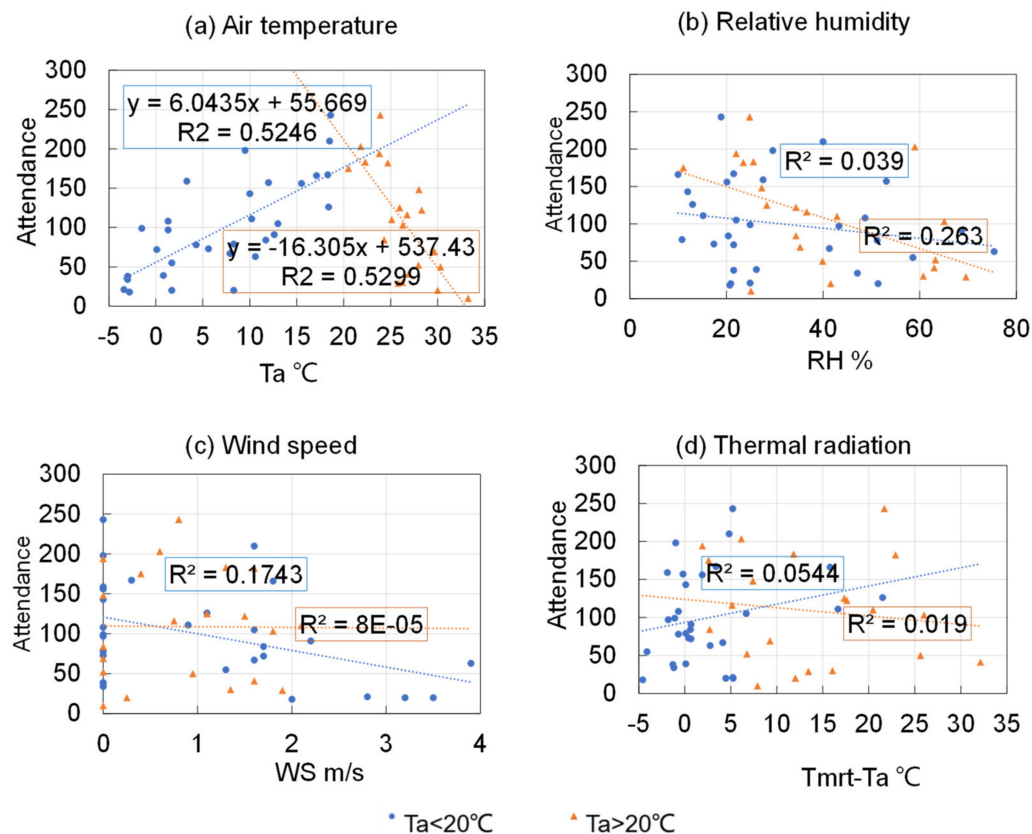 (a) Air temperature
300
250
200
150
100
50
0
Attendance
y = 6.0435x + 55.669
R2 = 0.5246
y = -16.305x + 537.43
R2 = 0.5299
-5 0 5 10 15 20 25 30 35
Ta ℃
(b) Relative humidity
300
250
200
150
100
50
0
Attendance
R² = 0.039
R² = 0.263
0 20 40 60 80
RH %
(c) Wind speed
300
250
200
150
100
50
0
Attendance
R² = 0.1743
R² = 8E-05
0 1 2 3 4
WS m/s
(d) Thermal radiation
300
250
200
150
100
50
0
Attendance
R² = 0.0544
R² = 0.019
-5 0 5 10 15 20 25 30 35
Tmrt-Ta ℃
Ta<20℃ Ta>20℃